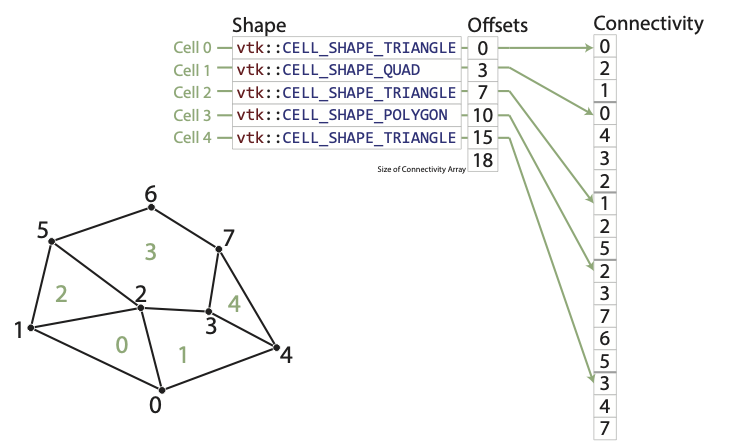 Shape Offsets Connectivity
Cell 0 vtk::CELL_SHAPE_TRIANGLE 0 0
Cell 1 vtk::CELL_SHAPE_QUAD 3 2
Cell 2 vtk::CELL_SHAPE_TRIANGLE 7 1
Cell 3 vtk::CELL_SHAPE_POLYGON 10 0
Cell 4 vtk::CELL_SHAPE_TRIANGLE 15 4
Size of Connectivity Array 18 3
2
1
2
5
2
3
7
6
5
3
4
7
6
5 7
3
2 2 4
1 3
0 1 4
0